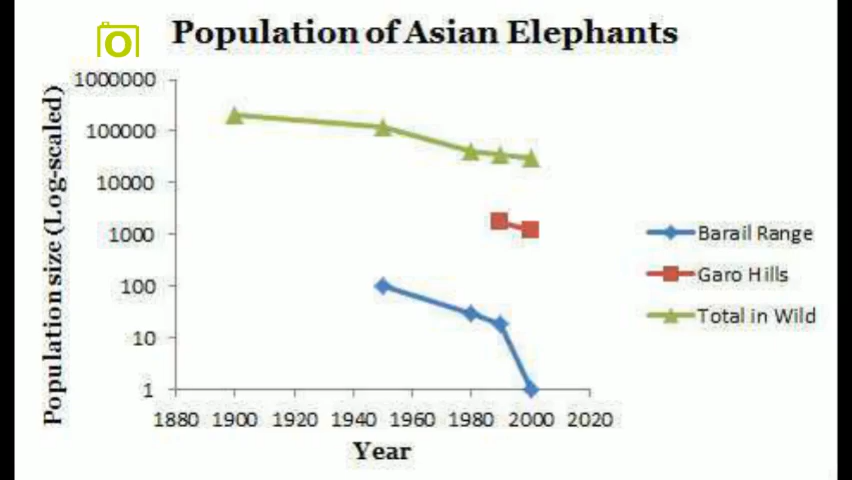 Population of Asian Elephants
Population size (Log-scaled)
1000000
100000
10000
1000
100
10
1
1880 1900 1920 1940 1960 1980 2000 2020
Year
Barail Range
Garo Hills
Total in Wild